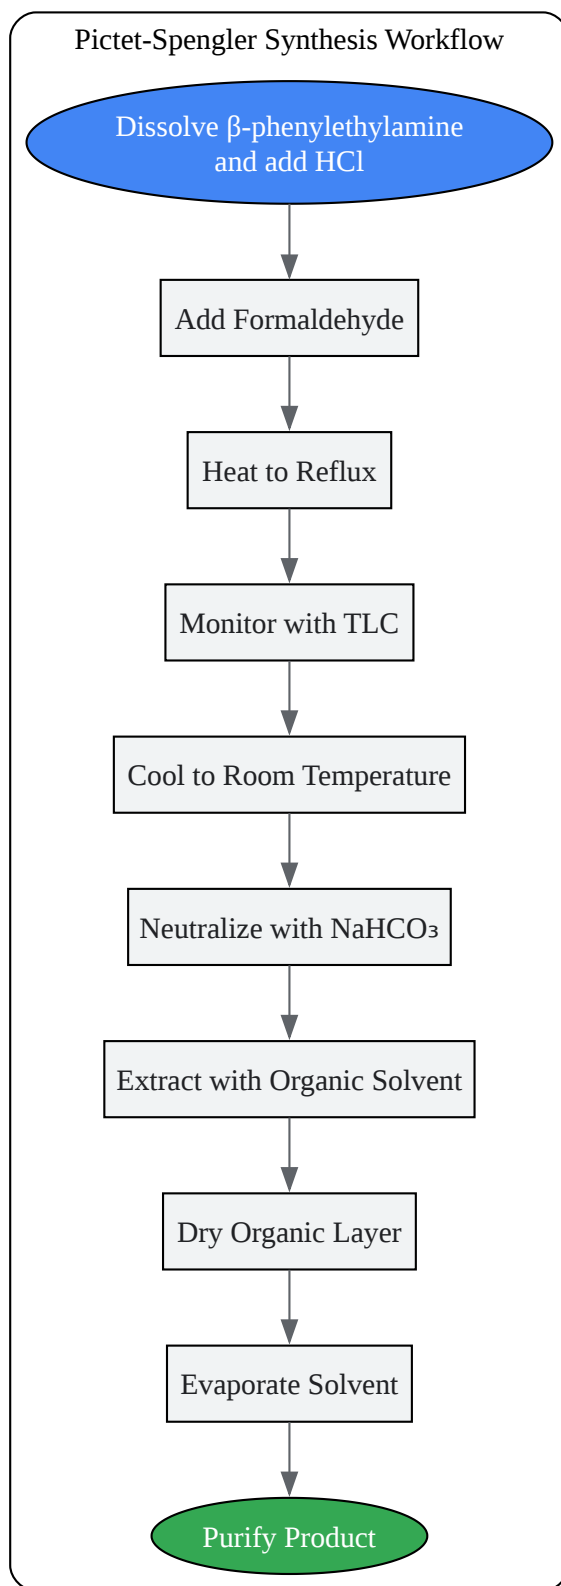 Pictet-Spengler Synthesis Workflow
Dissolve β-phenylethylamine
and add HCl
Add Formaldehyde
Heat to Reflux
Monitor with TLC
Cool to Room Temperature
Neutralize with NaHCO₃
Extract with Organic Solvent
Dry Organic Layer
Evaporate Solvent
Purify Product